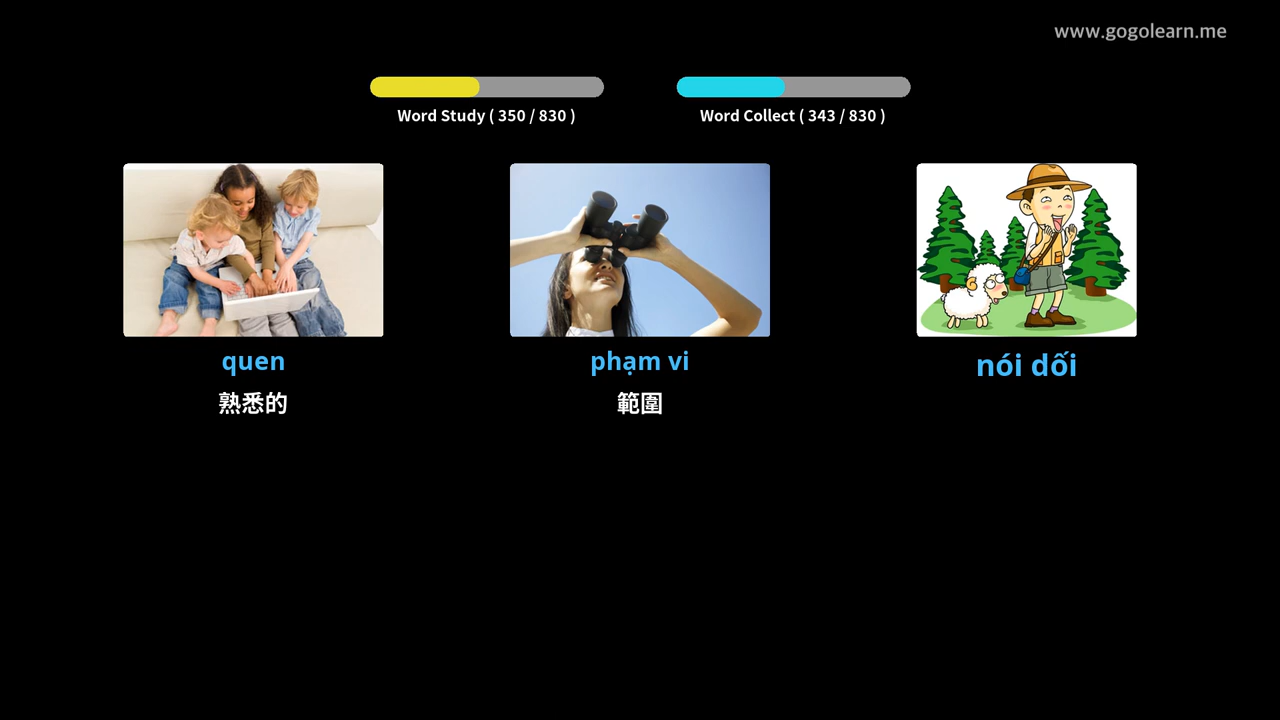 www.gogolearn.me
Word Study ( 350 / 830 )
Word Collect ( 343 / 830 )
quen
phạm vi
nói dối
熟悉的
範圍